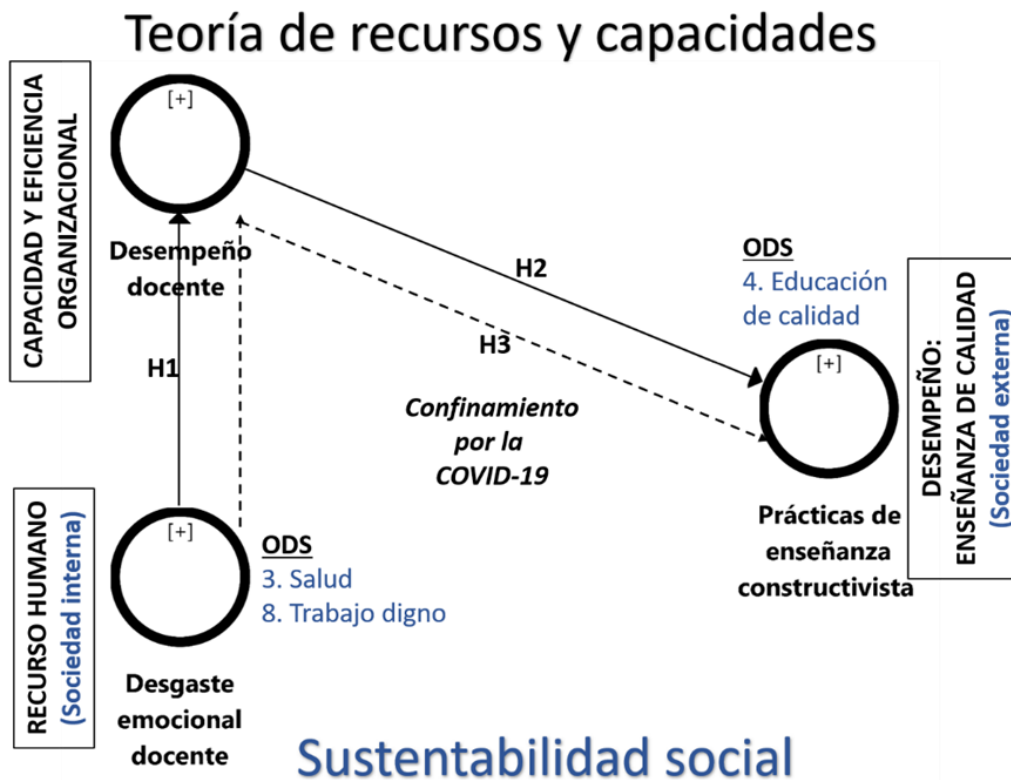 Teoría de recursos y capacidades
CAPACIDAD Y EFICIENCIA
ORGANIZACIONAL
[+]
Desempeño
docente
H1
H2
H3
Confinamiento
por la
COVID-19
ODS
4. Educación
de calidad
[+]
Prácticas de
enseñanza
constructivista
DESEMPEÑO:
ENSEÑANZA DE CALIDAD
(Sociedad externa)
RECURSO HUMANO
(Sociedad interna)
[+]
ODS
3. Salud
8. Trabajo digno
Desgaste
emocional
docente
Sustentabilidad social